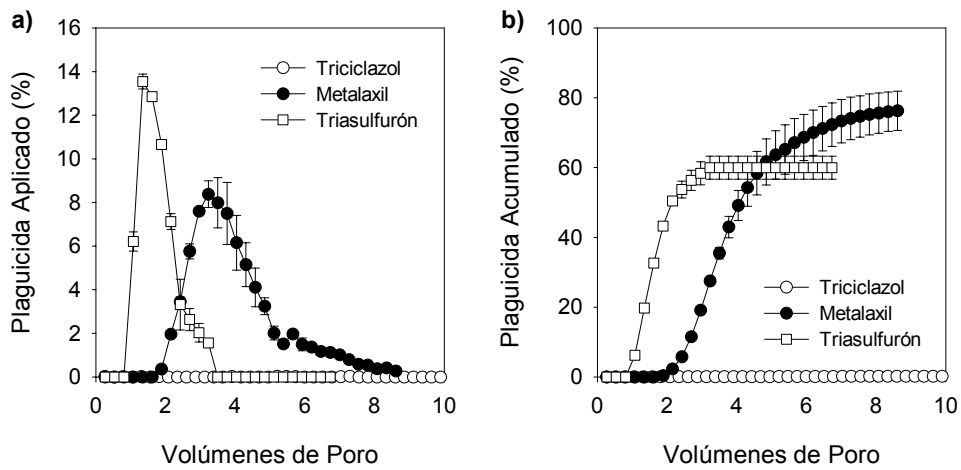 a)
16
14
12
10
8
6
4
2
0
0 2 4 6 8 10
Plaguicida Aplicado (%)
Volúmenes de Poro
Triciclazol
Metalaxil
Triasulfurón
b)
100
80
60
40
20
0
0 2 4 6 8 10
Plaguicida Acumulado (%)
Volúmenes de Poro
Triciclazol
Metalaxil
Triasulfurón